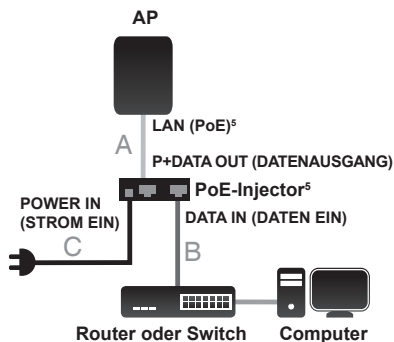 AP
LAN (PoE)⁵
A
P+DATA OUT (DATENAUSGANG)
PoE-Injector⁵
POWER IN
(STROM EIN)
DATA IN (DATEN EIN)
C
B
Router oder Switch
Computer